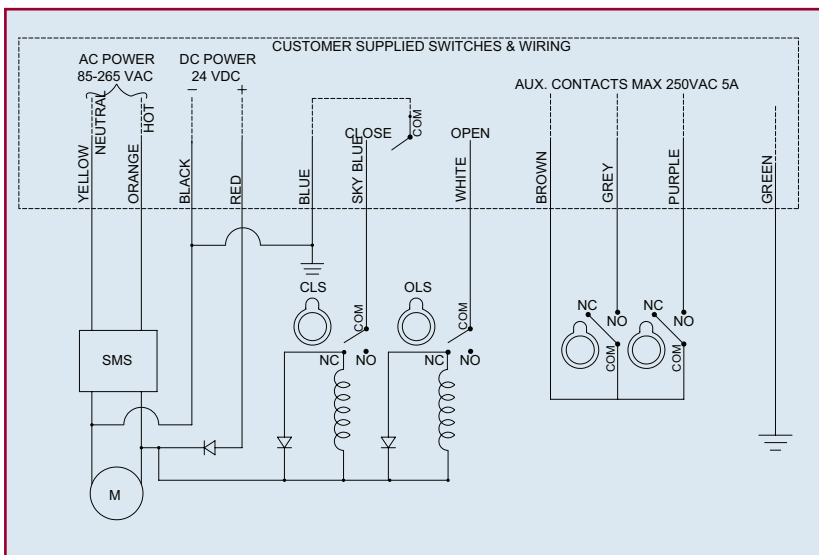 CUSTOMER SUPPLIED SWITCHES & WIRING
AC POWER
85-265 VAC
DC POWER
24 VDC
AUX. CONTACTS MAX 250VAC 5A
NEUTRAL
HOT
−
+
CLOSE
COM
OPEN
YELLOW
ORANGE
BLACK
RED
BLUE
SKY BLUE
WHITE
BROWN
GREY
PURPLE
GREEN
CLS
COM
OLS
COM
NC
NO
NC
NO
NC
NO
COM
NC
NO
COM
SMS
M